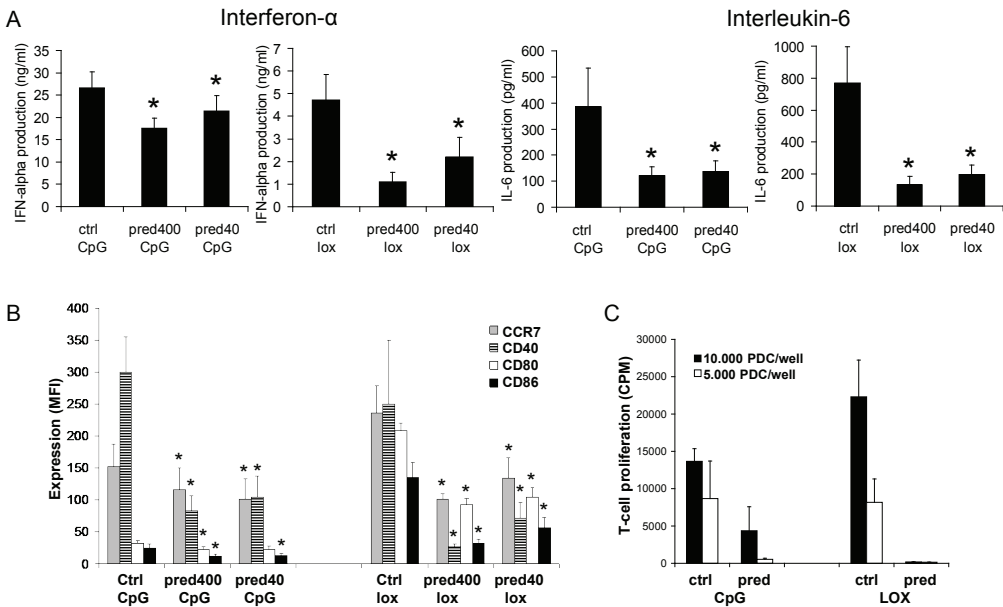 A
Interferon-α
Interleukin-6
IFN-alpha production (ng/ml)
35
30
25
20
15
10
5
0
*
*
ctrl pred400 pred40
CpG CpG CpG
IFN-alpha production (ng/ml)
7
6
5
4
3
2
1
0
*
*
ctrl pred400 pred40
lox lox lox
IL-6 production (pg/ml)
600
500
400
300
200
100
0
*
*
ctrl pred400 pred40
CpG CpG CpG
IL-6 production (pg/ml)
1000
800
600
400
200
0
*
*
ctrl pred400 pred40
lox lox lox
B
Expression (MFI)
400
350
300
250
200
150
100
50
0
CCR7
CD40
CD80
CD86
* * * *
* * *
* * * *
* * * *
Ctrl pred400 pred40 Ctrl pred400 pred40
CpG CpG CpG lox lox lox
C
T-cell proliferation (CPM)
30000
25000
20000
15000
10000
5000
0
10.000 PDC/well
5.000 PDC/well
ctrl pred ctrl pred
CpG LOX